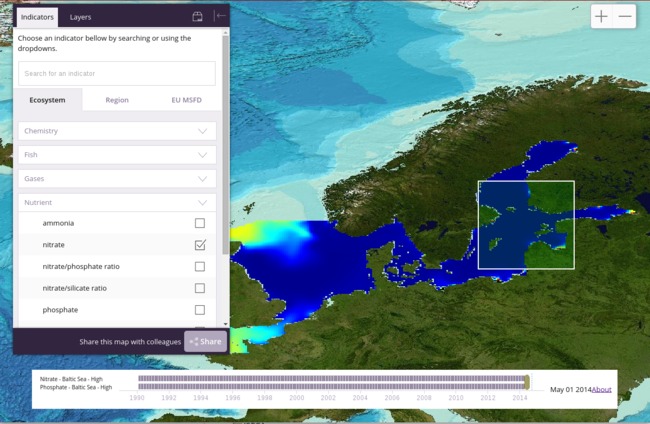 Indicators
Layers
Choose an indicator bellow by searching or using the
dropdowns.
Search for an indicator
Ecosystem
Region
EU MSFD
Chemistry
Fish
Gases
Nutrient
ammonia
nitrate
nitrate/phosphate ratio
nitrate/silicate ratio
phosphate
Share this map with colleagues
Share
Nitrate - Baltic Sea - High
Phosphate - Baltic Sea - High
1990 1992 1994 1996 1998 2000 2002 2004 2006 2008 2010 2012 2014
May 01 2014
About